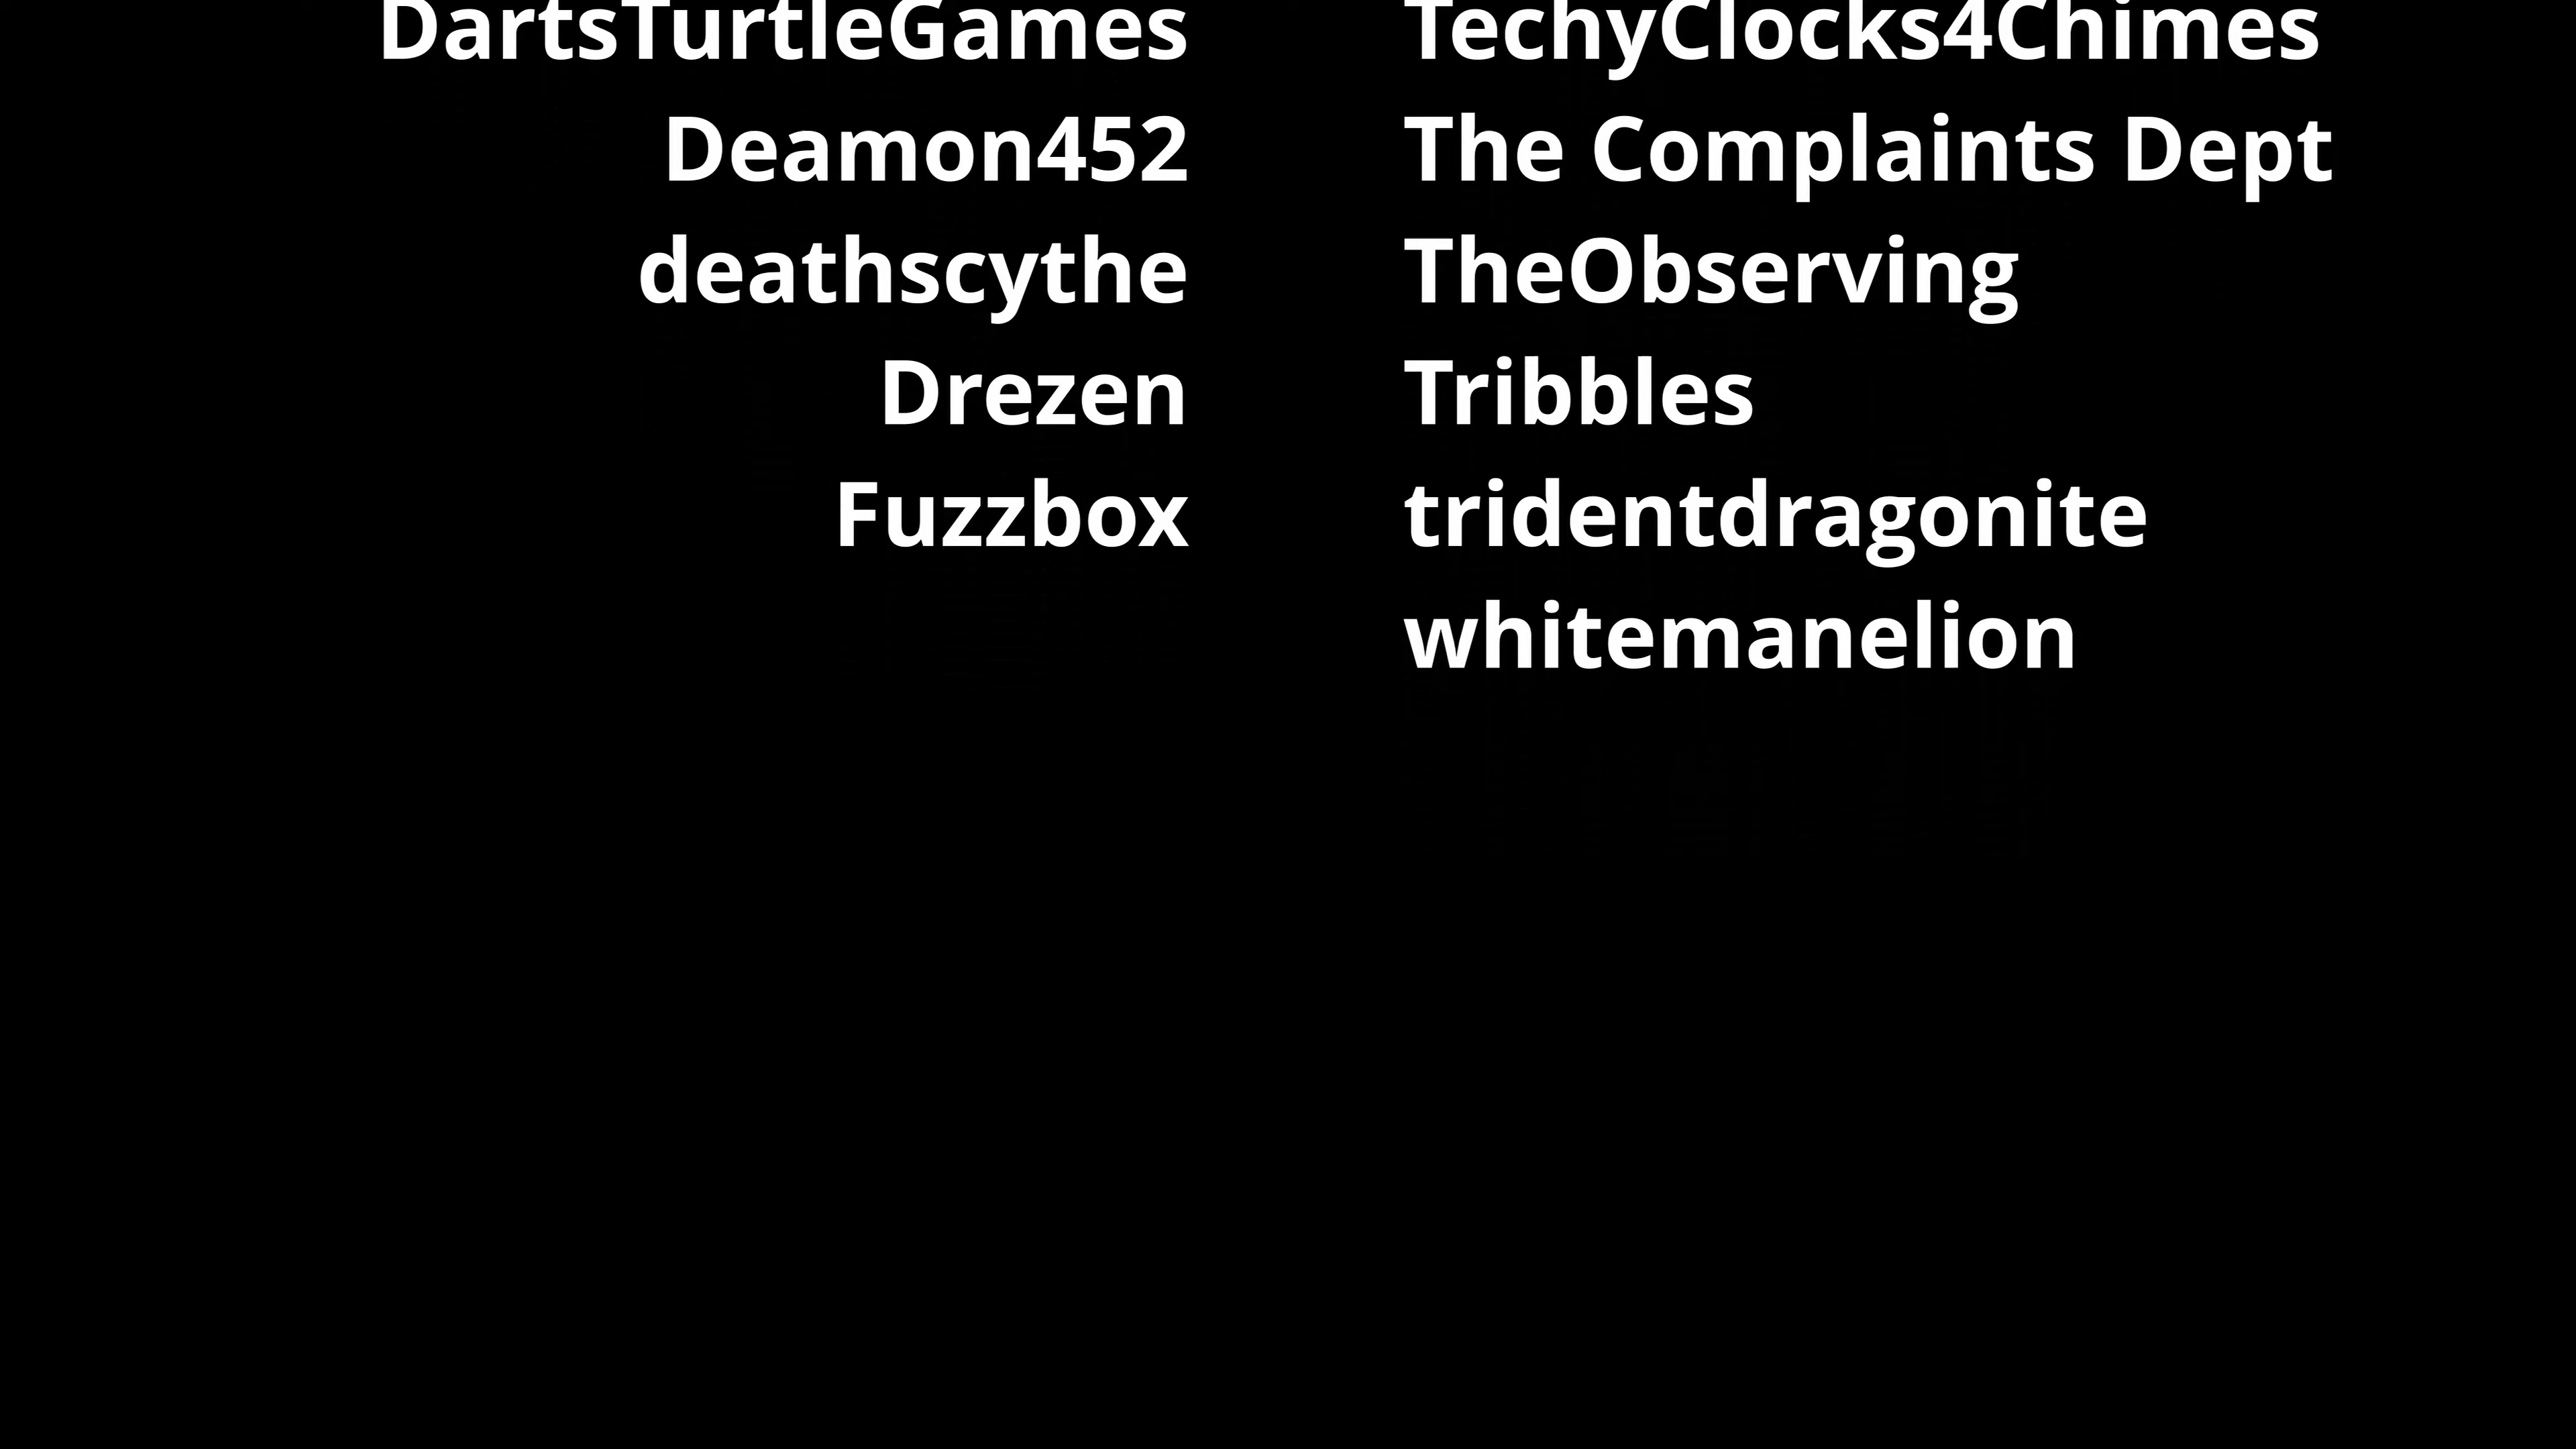 DartsTurtleGames
Deamon452
deathscythe
Drezen
Fuzzbox
TechyClocks4Chimes
The Complaints Dept
TheObserving
Tribbles
tridentdragonite
whitemanelion